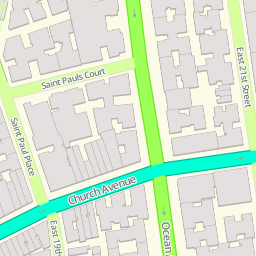 Saint Pauls Court
East 21st Street
Saint Paul Place
Church Avenue
East 19th
Ocean